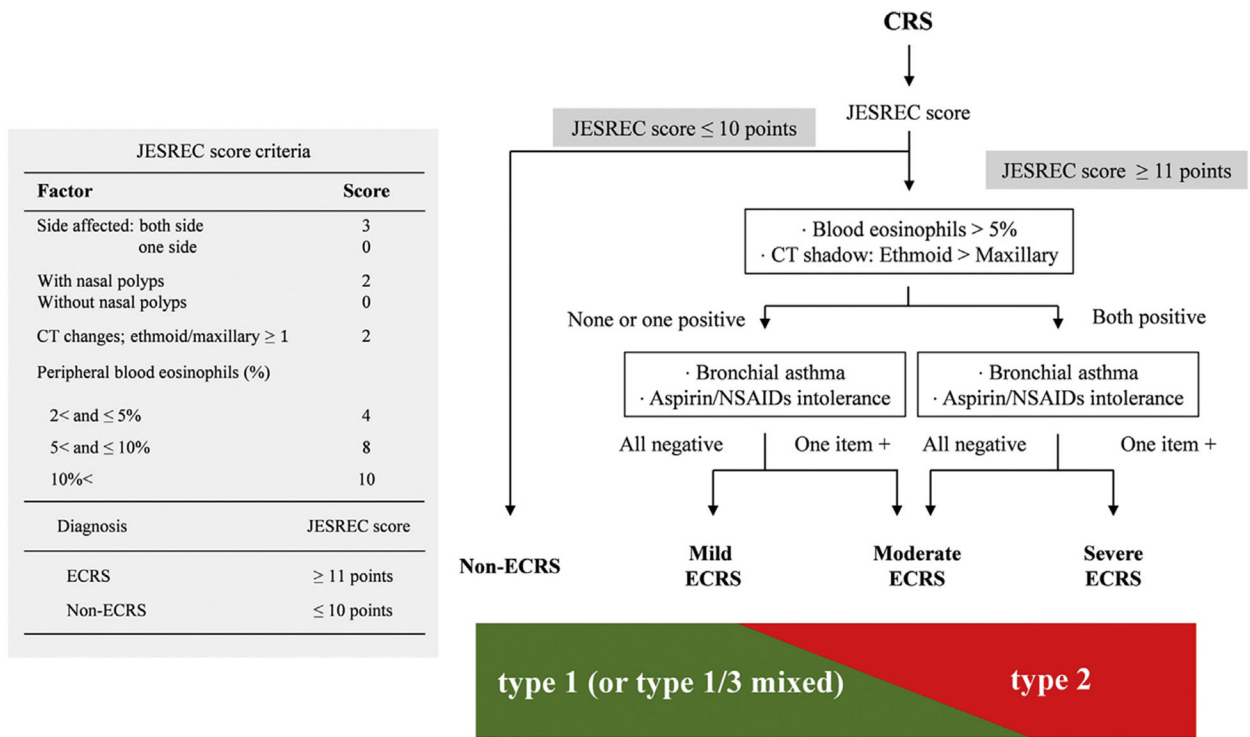 JESREC score criteria
Factor Score
Side affected: both side 3
one side 0
With nasal polyps 2
Without nasal polyps 0
CT changes; ethmoid/maxillary ≥ 1 2
Peripheral blood eosinophils (%)
2< and ≤ 5% 4
5< and ≤ 10% 8
10%< 10
Diagnosis JESREC score
ECRS ≥ 11 points
Non-ECRS ≤ 10 points
CRS
JESREC score
JESREC score ≤ 10 points
JESREC score ≥ 11 points
· Blood eosinophils > 5%
· CT shadow: Ethmoid > Maxillary
None or one positive
Both positive
· Bronchial asthma
· Aspirin/NSAIDs intolerance
· Bronchial asthma
· Aspirin/NSAIDs intolerance
All negative
One item +
All negative
One item +
Non-ECRS
Mild
ECRS
Moderate
ECRS
Severe
ECRS
type 1 (or type 1/3 mixed)
type 2